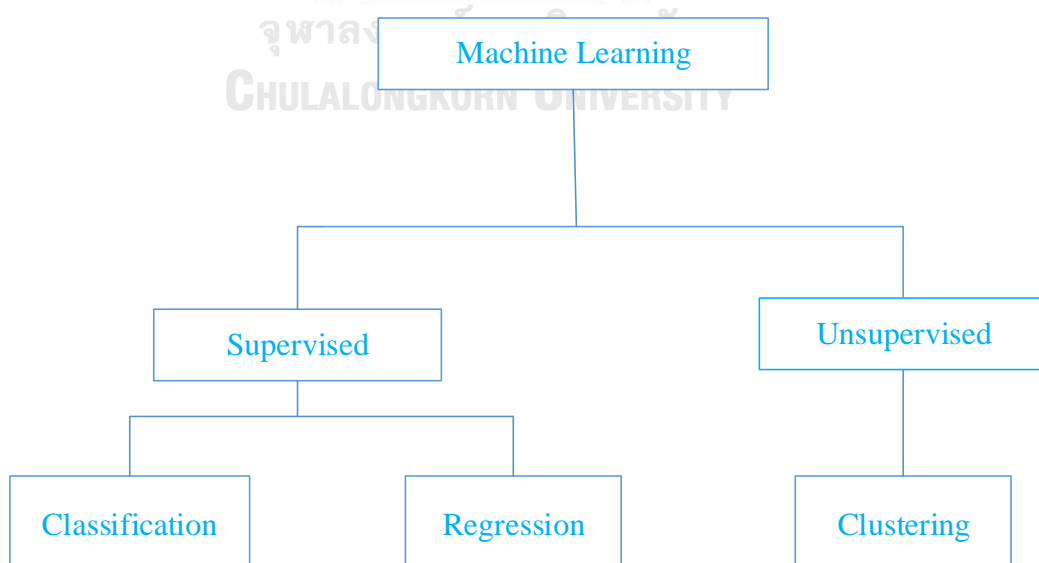 CHULALONGKORN UNIVERSITY
Machine Learning
Supervised
Unsupervised
Classification
Regression
Clustering